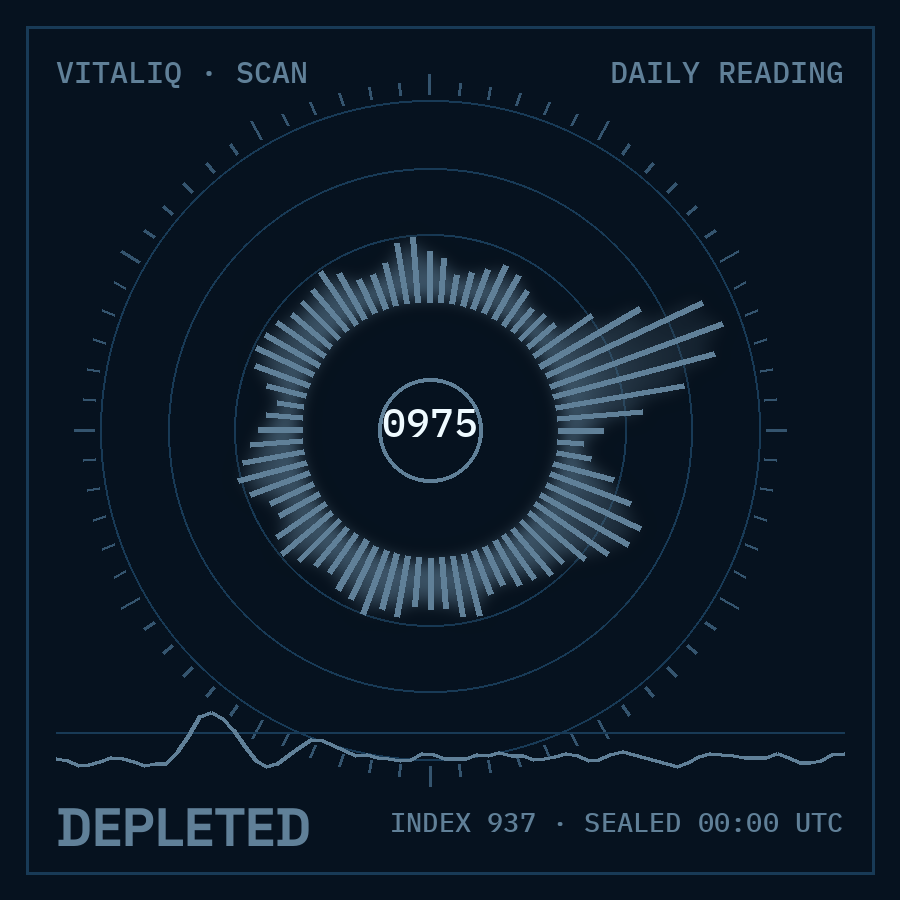 VITALIQ · SCAN
DAILY READING
0975
DEPLETED
INDEX 937 · SEALED 00:00 UTC